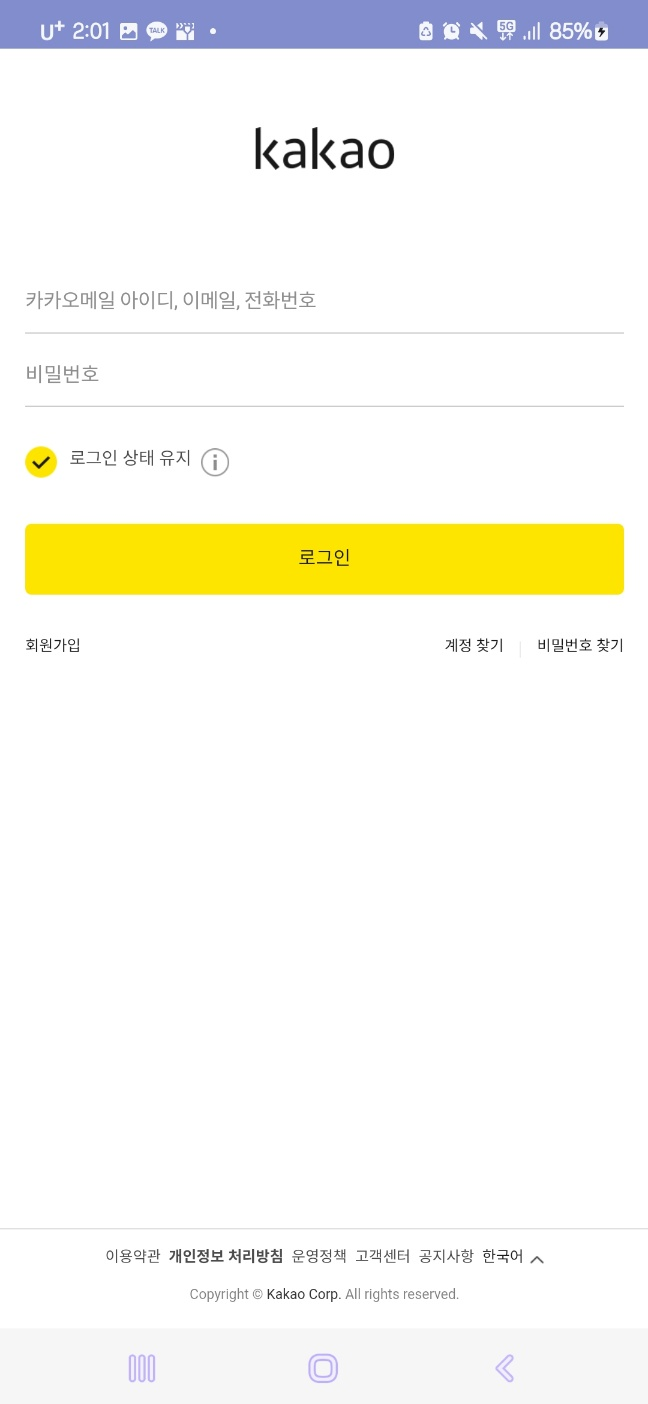 U+ 2:01 TALK 5G 85%
kakao
카카오메일 아이디, 이메일, 전화번호
비밀번호
로그인 상태 유지
로그인
회원가입 계정 찾기 비밀번호 찾기
이용약관 개인정보 처리방침 운영정책 고객센터 공지사항 한국어
Copyright © Kakao Corp. All rights reserved.